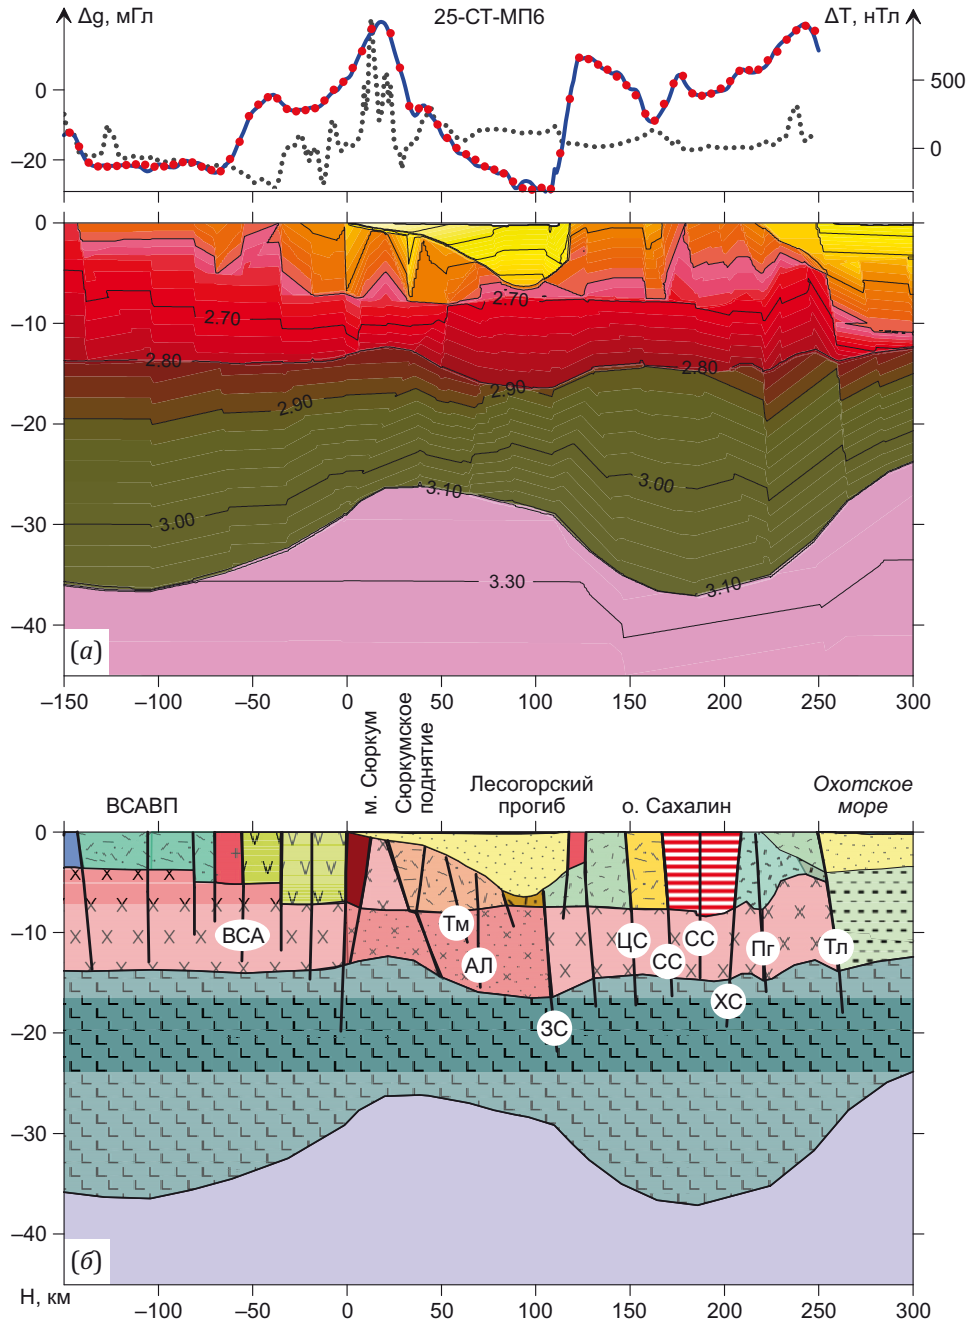 Δg, мГл
25-СТ-МП6
ΔT, нТл
0
500
−20
0
0
2.70
2.70
−10
2.80
2.80
2.90
−20
2.90
3.00
3.10
−30
3.00
3.30
3.10
−40
(а)
−150 −100 −50 0 50 100 150 200 250 300
м. Сюркум
Сюркумское
поднятие
ВСАВП
Лесогорский
прогиб
о. Сахалин
Охотское
море
0
Тм
ВСА
ЦС
СС
Пг
Тл
−10
АЛ
СС
ХС
ЗС
−20
−30
−40
(б)
Н, км
−100 −50 0 50 100 150 200 250 300